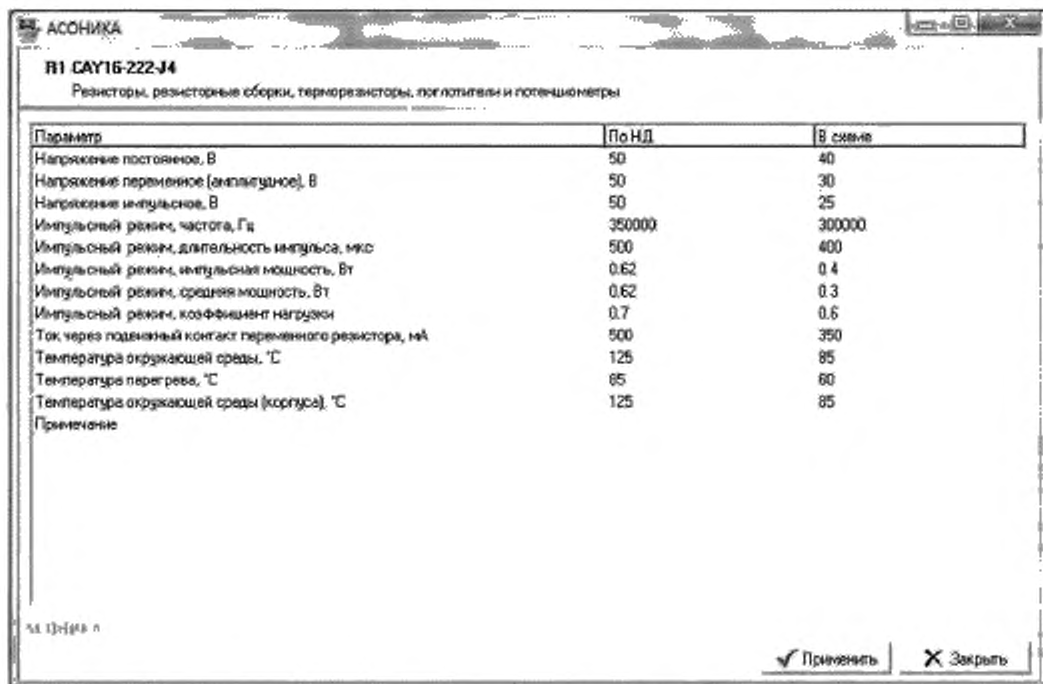 АСОНИКА
R1 CAY16-222-J4
Резисторы, резисторные сборки, терморезисторы, поглотители и потенциометры
Параметр По НД В схеме
Напряжение постоянное, В 50 40
Напряжение переменное (амплитудное), В 50 30
Напряжение импульсное, В 50 25
Импульсный режим, частота, Гц 350000 300000
Импульсный режим, длительность импульса, мкс 500 400
Импульсный режим, импульсная мощность, Вт 0.62 0.4
Импульсный режим, средняя мощность, Вт 0.62 0.3
Импульсный режим, коэффициент нагрузки 0.7 0.6
Ток через подвижный контакт переменного резистора, мА 500 350
Температура окружающей среды, °С 125 85
Температура перегрева, °С 85 60
Температура окружающей среды (корпуса), °С 125 85
Примечание
Применить Закрыть